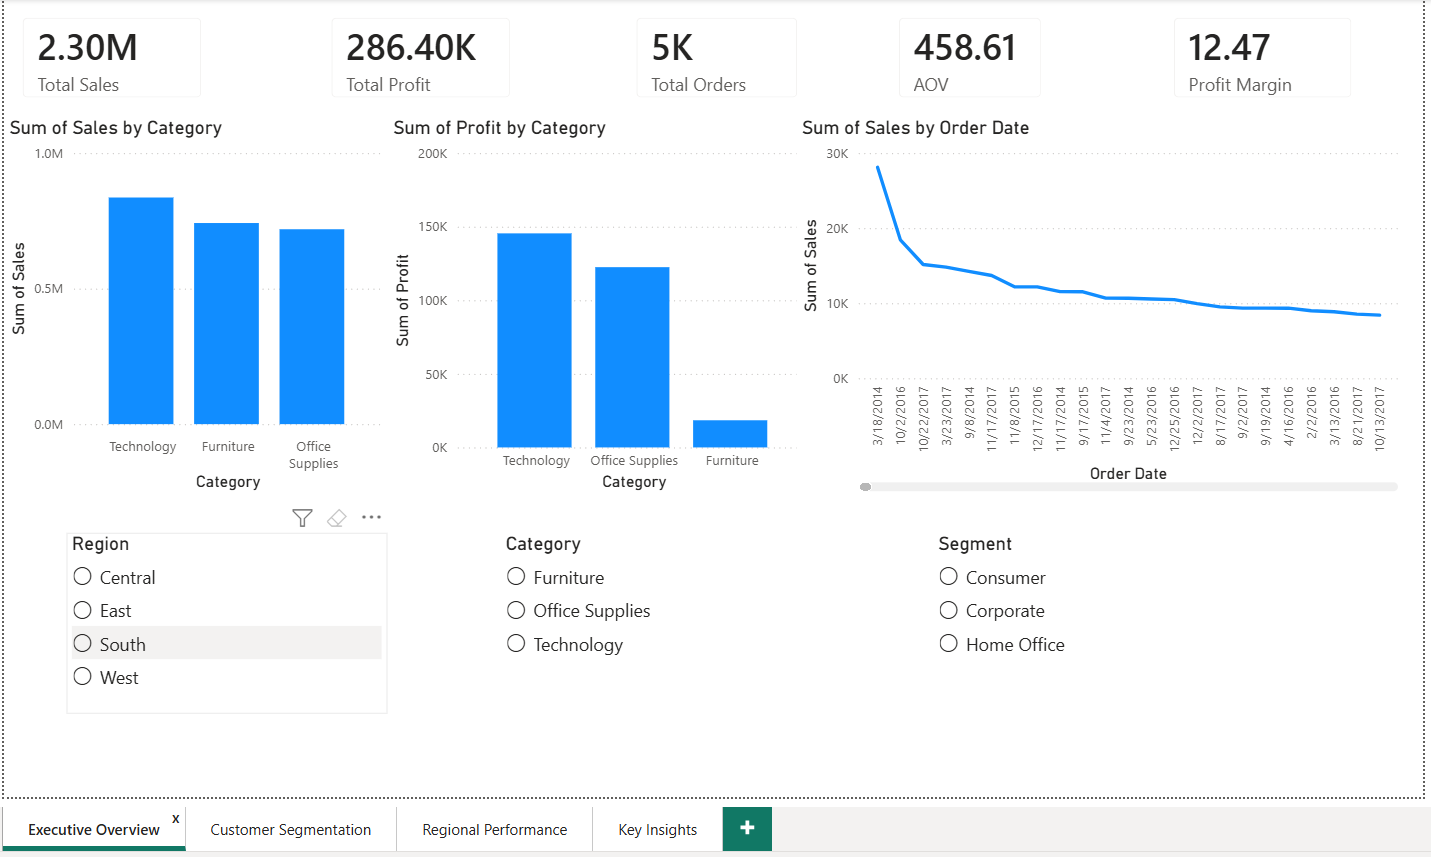 2.30M
Total Sales
286.40K
Total Profit
5K
Total Orders
458.61
AOV
12.47
Profit Margin
Sum of Sales by Category
Sum of Sales
1.0M
0.5M
0.0M
Technology
Furniture
Office
Supplies
Category
Sum of Profit by Category
Sum of Profit
200K
150K
100K
50K
0K
Technology
Office Supplies
Furniture
Category
Sum of Sales by Order Date
Sum of Sales
30K
20K
10K
0K
3/18/2014
10/2/2016
10/22/2017
3/23/2017
9/8/2014
11/17/2017
11/8/2015
12/17/2016
11/17/2014
9/17/2015
11/4/2017
9/23/2014
5/23/2016
12/25/2016
12/2/2017
8/17/2017
9/2/2017
9/19/2014
4/16/2016
2/2/2016
3/13/2016
8/21/2017
10/13/2017
Order Date
Region
Central
East
South
West
Category
Furniture
Office Supplies
Technology
Segment
Consumer
Corporate
Home Office
Executive Overview
x
Customer Segmentation
Regional Performance
Key Insights
+